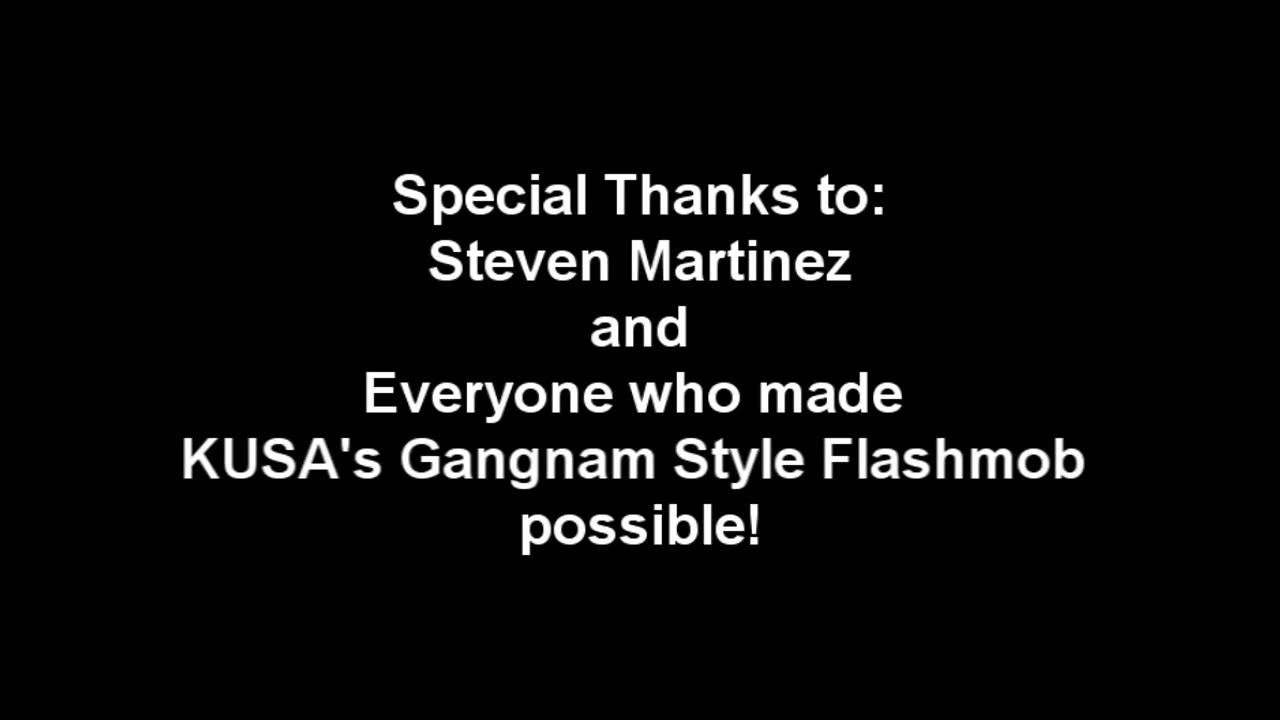 Special Thanks to:
Steven Martinez
and
Everyone who made
KUSA's Gangnam Style Flashmob
possible!